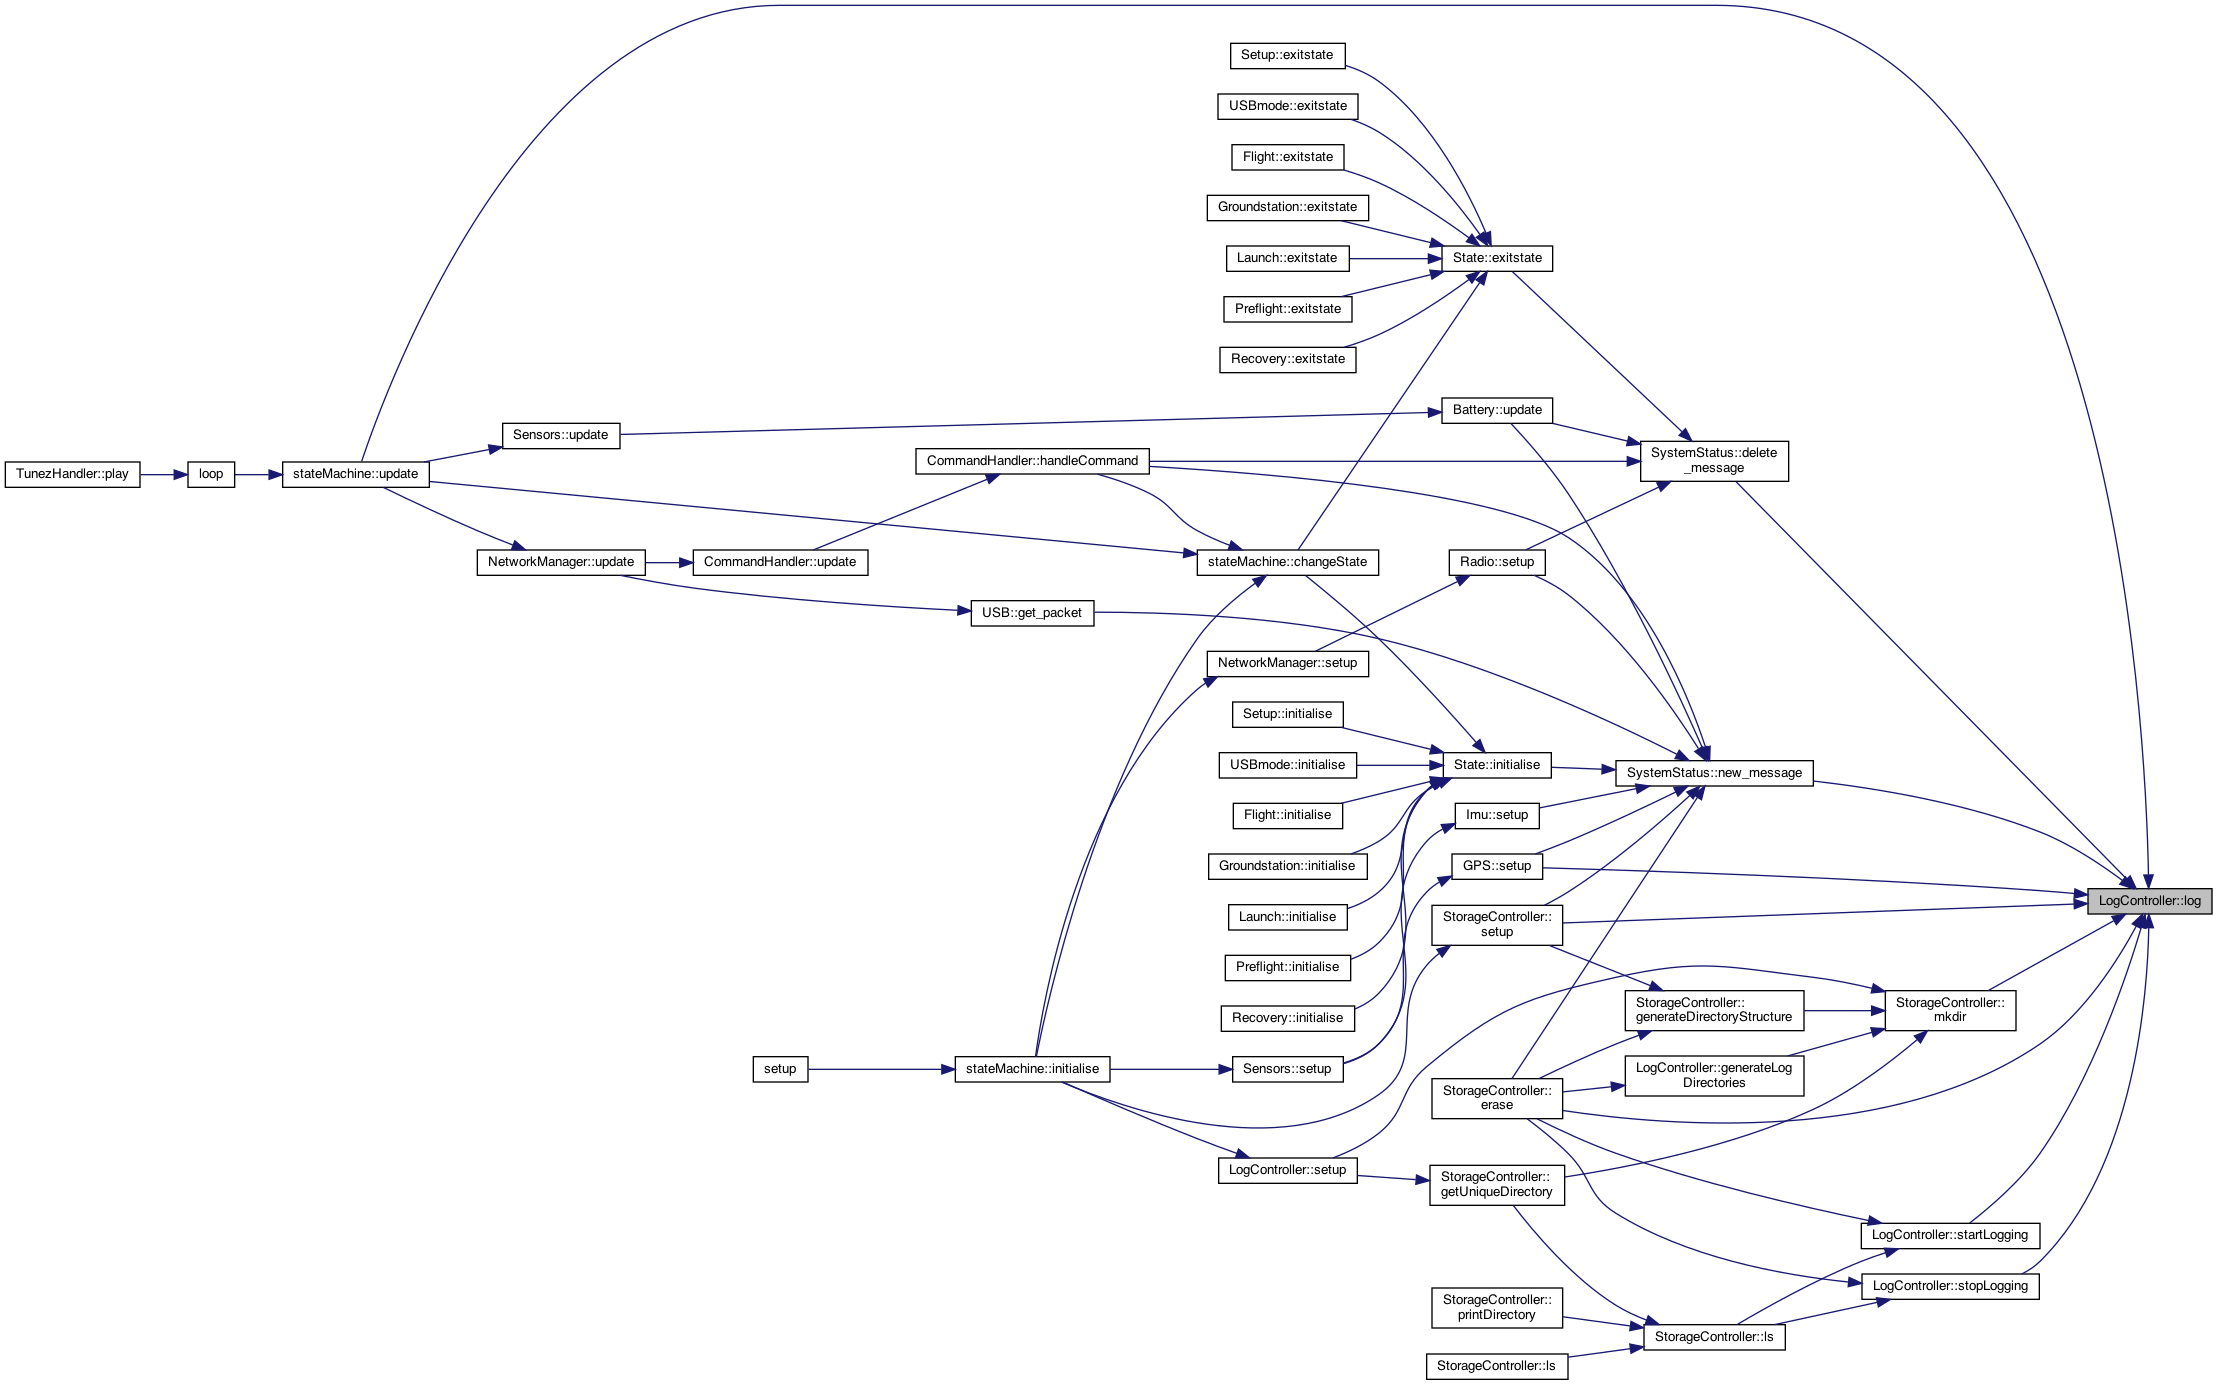 Setup::exitstate
USBmode::exitstate
Flight::exitstate
Groundstation::exitstate
State::exitstate
Launch::exitstate
Preflight::exitstate
Recovery::exitstate
Battery::update
Sensors::update
SystemStatus::delete
_message
CommandHandler::handleCommand
TunezHandler::play
loop
stateMachine::update
NetworkManager::update
CommandHandler::update
stateMachine::changeState
Radio::setup
USB::get_packet
NetworkManager::setup
Setup::initialise
USBmode::initialise
State::initialise
SystemStatus::new_message
Flight::initialise
Imu::setup
Groundstation::initialise
GPS::setup
LogController::log
Launch::initialise
StorageController::
setup
Preflight::initialise
StorageController::
generateDirectoryStructure
StorageController::
mkdir
Recovery::initialise
setup
stateMachine::initialise
Sensors::setup
LogController::generateLog
Directories
StorageController::
erase
LogController::setup
StorageController::
getUniqueDirectory
LogController::startLogging
LogController::stopLogging
StorageController::
printDirectory
StorageController::ls
StorageController::ls